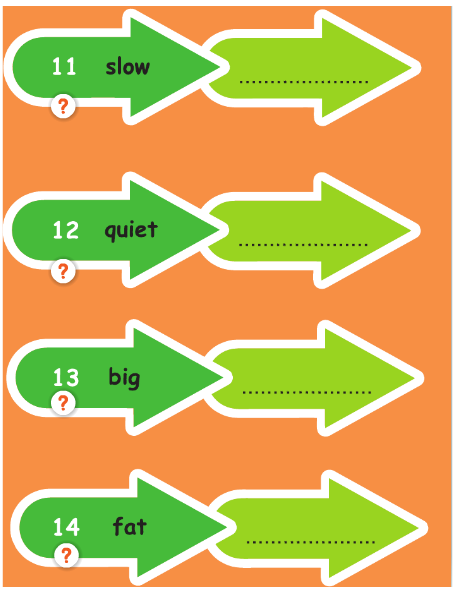 11 slow ......................
?
12 quiet ......................
?
13 big ......................
?
14 fat ......................
?